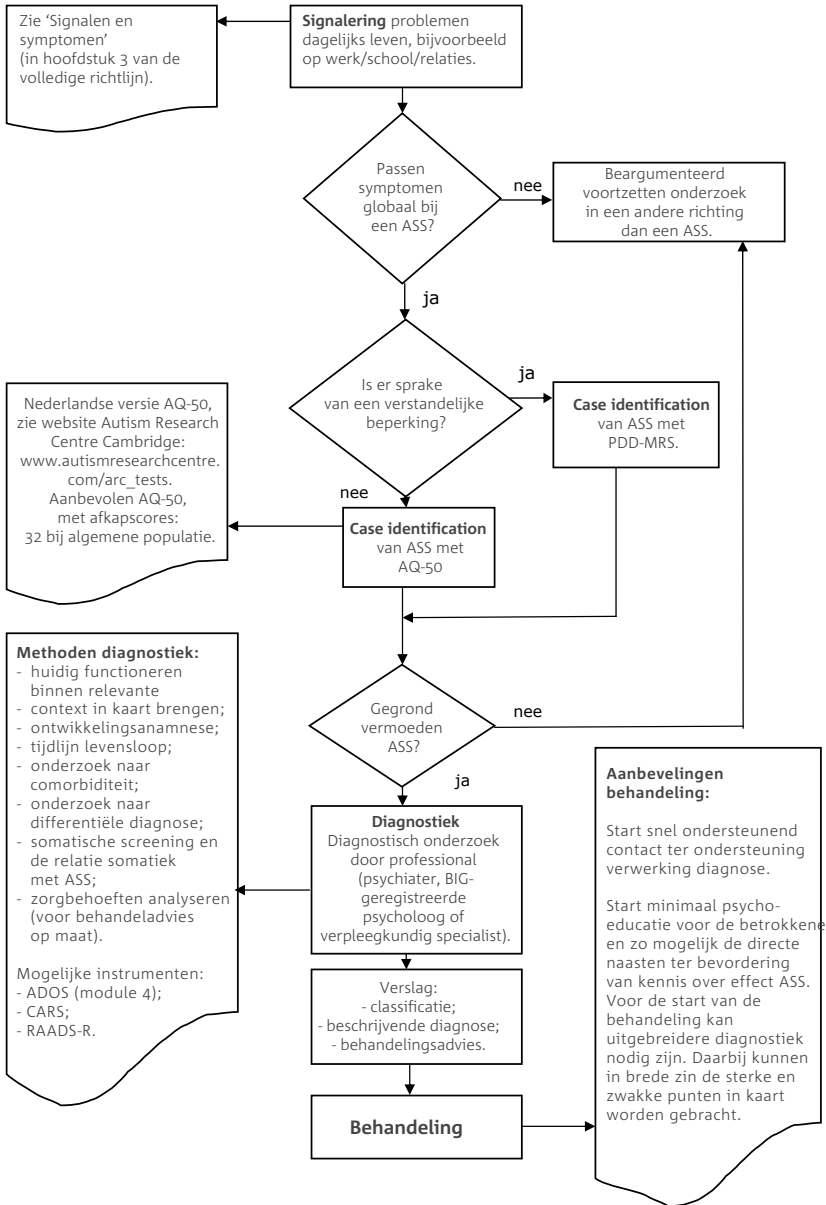 Zie ‘Signalen en
symptomen’
(in hoofdstuk 3 van de
volledige richtlijn).
Signalering problemen
dagelijks leven, bijvoorbeeld
op werk/school/relaties.
Passen
symptomen
globaal bij
een ASS?
nee
Beargumenteerd
voortzetten onderzoek
in een andere richting
dan een ASS.
ja
Is er sprake
van een verstandelijke
beperking?
ja
Case identification
van ASS met
PDD-MRS.
nee
Nederlandse versie AQ-50,
zie website Autism Research
Centre Cambridge:
www.autismresearchcentre.
com/arc_tests.
Aanbevolen AQ-50,
met afkapscores:
32 bij algemene populatie.
Case identification
van ASS met
AQ-50
Gegrond
vermoeden
ASS?
nee
ja
Methoden diagnostiek:
- huidig functioneren
binnen relevante
- context in kaart brengen;
- ontwikkelingsanamnese;
- tijdlijn levensloop;
- onderzoek naar
comorbiditeit;
- onderzoek naar
differentiële diagnose;
- somatische screening en
de relatie somatiek
met ASS;
- zorgbehoeften analyseren
(voor behandeladvies
op maat).
Mogelijke instrumenten:
- ADOS (module 4);
- CARS;
- RAADS-R.
Diagnostiek
Diagnostisch onderzoek
door professional
(psychiater, BIG-
geregistreerde
psycholoog of
verpleegkundig specialist).
Verslag:
- classificatie;
- beschrijvende diagnose;
- behandelingsadvies.
Behandeling
Aanbevelingen
behandeling:
Start snel ondersteunend
contact ter ondersteuning
verwerking diagnose.
Start minimaal psycho-
educatie voor de betrokkene
en zo mogelijk de directe
naasten ter bevordering
van kennis over effect ASS.
Voor de start van de
behandeling kan
uitgebreidere diagnostiek
nodig zijn. Daarbij kunnen
in brede zin de sterke en
zwakke punten in kaart
worden gebracht.